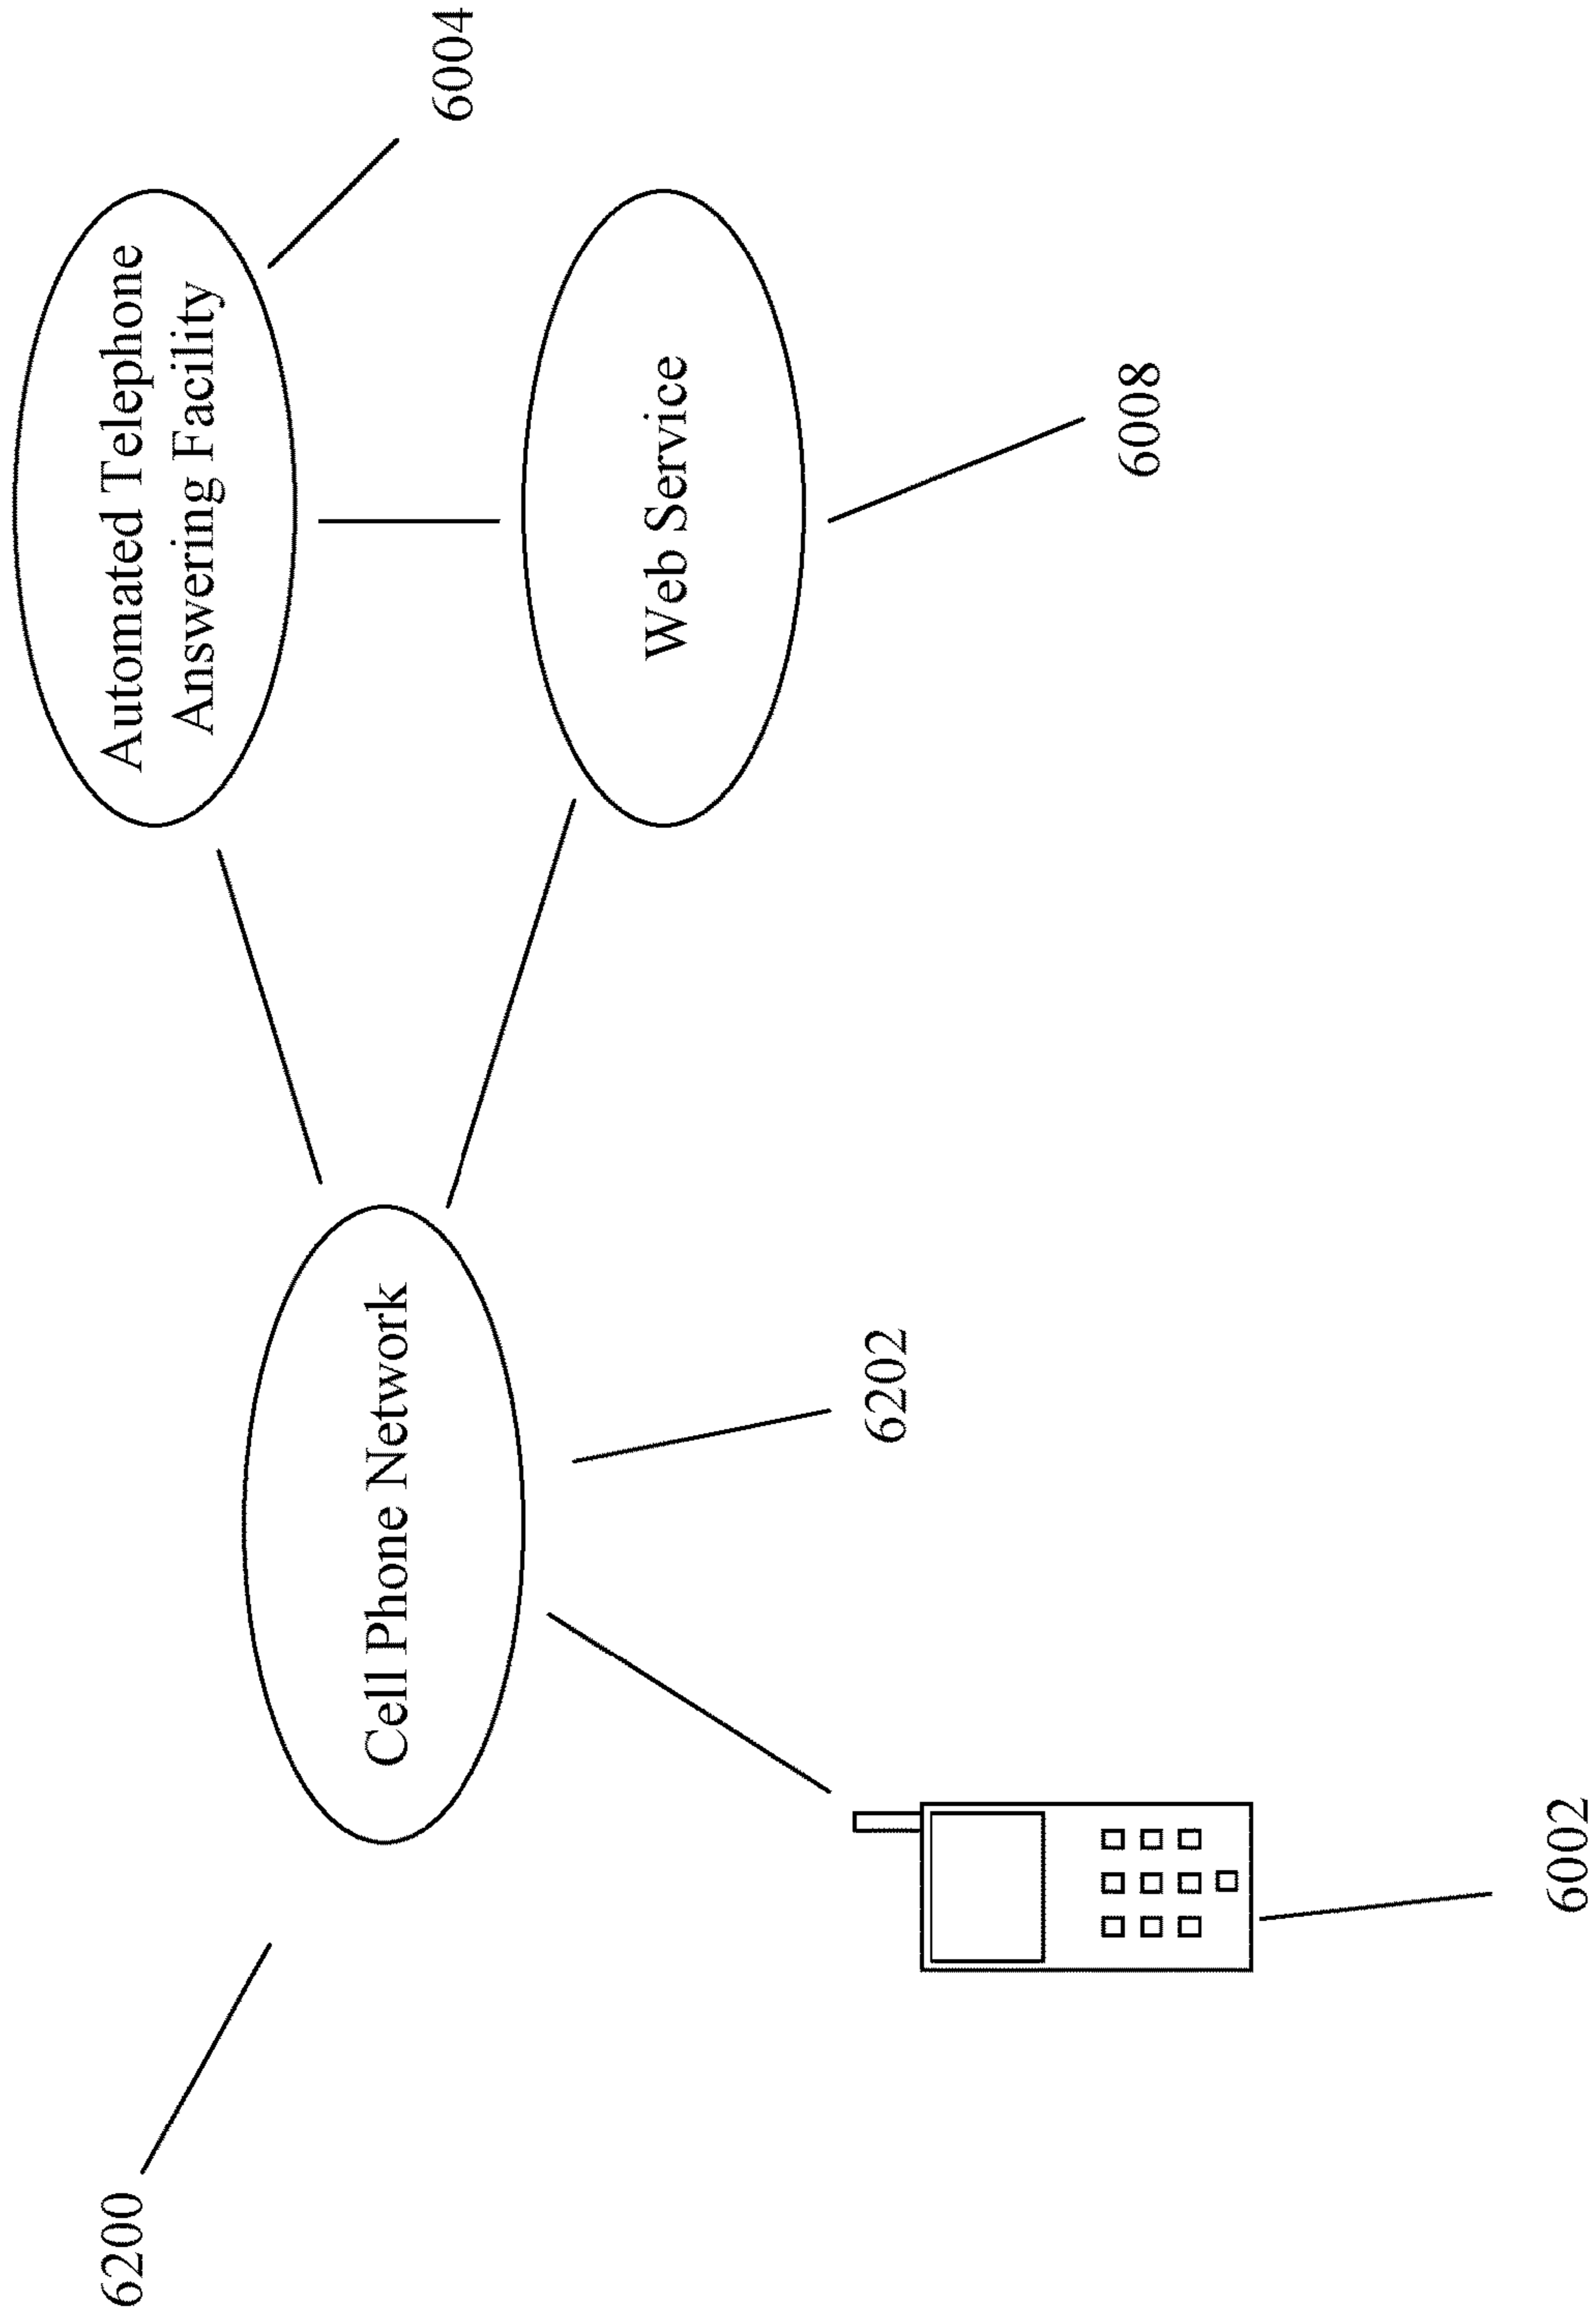 6200
Cell Phone Network
6202
6002
Automated Telephone
Answering Facility
6004
Web Service
6008